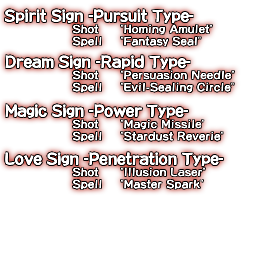 Spirit Sign -Pursuit Type-
Shot 'Homing Amulet'
Spell 'Fantasy Seal'
Dream Sign -Rapid Type-
Shot 'Persuasion Needle'
Spell 'Evil-Sealing Circle'
Magic Sign -Power Type-
Shot 'Magic Missile'
Spell 'Stardust Reverie'
Love Sign -Penetration Type-
Shot 'Illusion Laser'
Spell 'Master Spark'